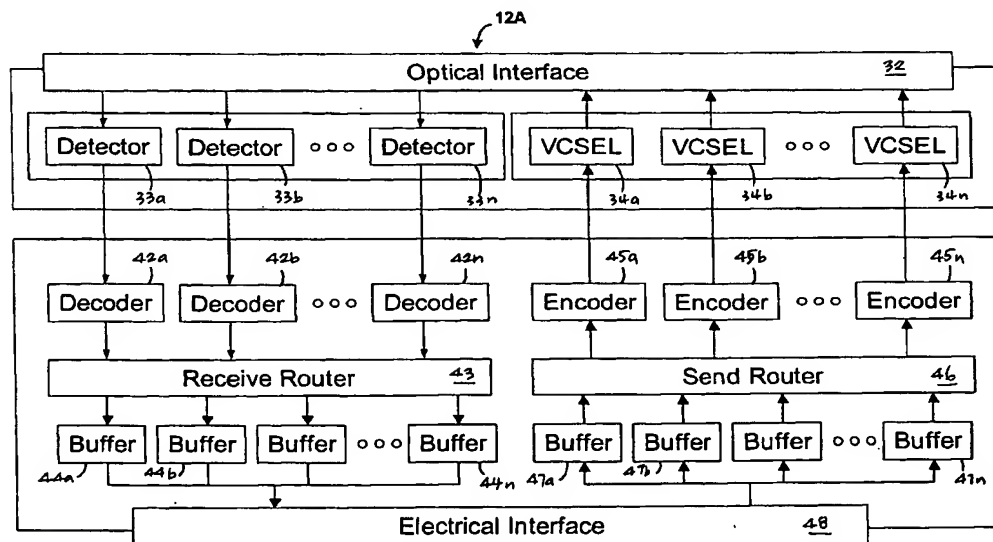 12A
Optical Interface 32
Detector Detector Detector VCSEL VCSEL VCSEL
33a 33b 33n 34a 34b 34n
42a 42b 42n 45a 45b 45n
Decoder Decoder Decoder Encoder Encoder Encoder
Receive Router 43 Send Router 46
Buffer Buffer Buffer Buffer Buffer Buffer Buffer Buffer
44a 44b 44n 47a 47b 47n
Electrical Interface 48